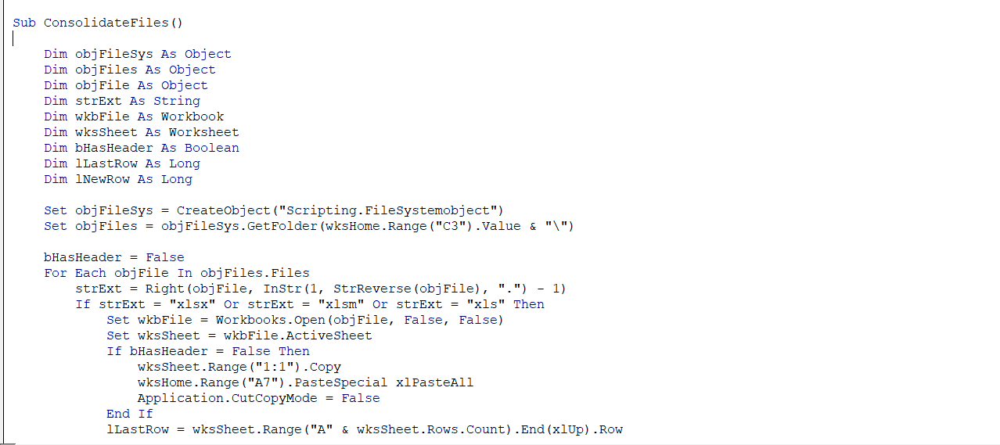 Sub ConsolidateFiles()
Dim objFileSys As Object
Dim objFiles As Object
Dim objFile As Object
Dim strExt As String
Dim wkbFile As Workbook
Dim wksSheet As Worksheet
Dim bHasHeader As Boolean
Dim lLastRow As Long
Dim lNewRow As Long
Set objFileSys = CreateObject("Scripting.FileSystemobject")
Set objFiles = objFileSys.GetFolder(wksHome.Range("C3").Value & "\")
bHasHeader = False
For Each objFile In objFiles.Files
strExt = Right(objFile, InStr(1, StrReverse(objFile), ".") - 1)
If strExt = "xlsx" Or strExt = "xlsm" Or strExt = "xls" Then
Set wkbFile = Workbooks.Open(objFile, False, False)
Set wksSheet = wkbFile.ActiveSheet
If bHasHeader = False Then
wksSheet.Range("1:1").Copy
wksHome.Range("A7").PasteSpecial xlPasteAll
Application.CutCopyMode = False
End If
lLastRow = wksSheet.Range("A" & wksSheet.Rows.Count).End(xlUp).Row